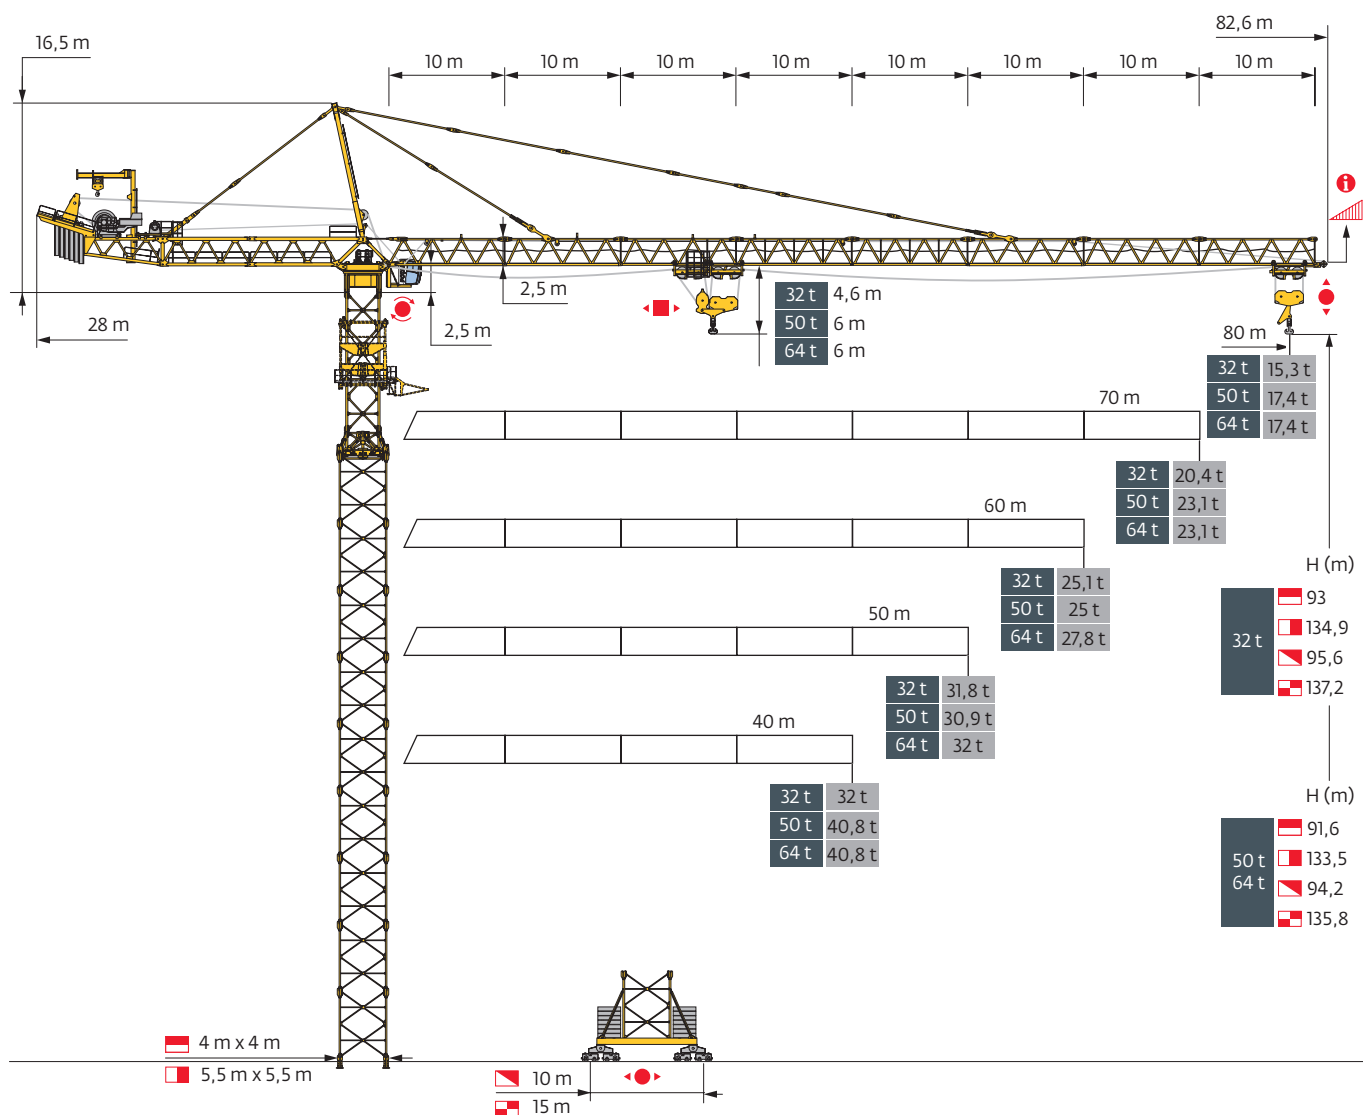 82,6 m
16,5 m
10 m 10 m 10 m 10 m 10 m 10 m 10 m 10 m
i
2,5 m
28 m
2,5 m
32 t 4,6 m
50 t 6 m
64 t 6 m
80 m
32 t 15,3 t
50 t 17,4 t
64 t 17,4 t
70 m
32 t 20,4 t
50 t 23,1 t
64 t 23,1 t
60 m
32 t 25,1 t
50 t 25 t
64 t 27,8 t
50 m
32 t 31,8 t
50 t 30,9 t
64 t 32 t
40 m
32 t 32 t
50 t 40,8 t
64 t 40,8 t
H (m)
32 t
93
134,9
95,6
137,2
H (m)
50 t
64 t
91,6
133,5
94,2
135,8
4 m x 4 m
5,5 m x 5,5 m
10 m
15 m